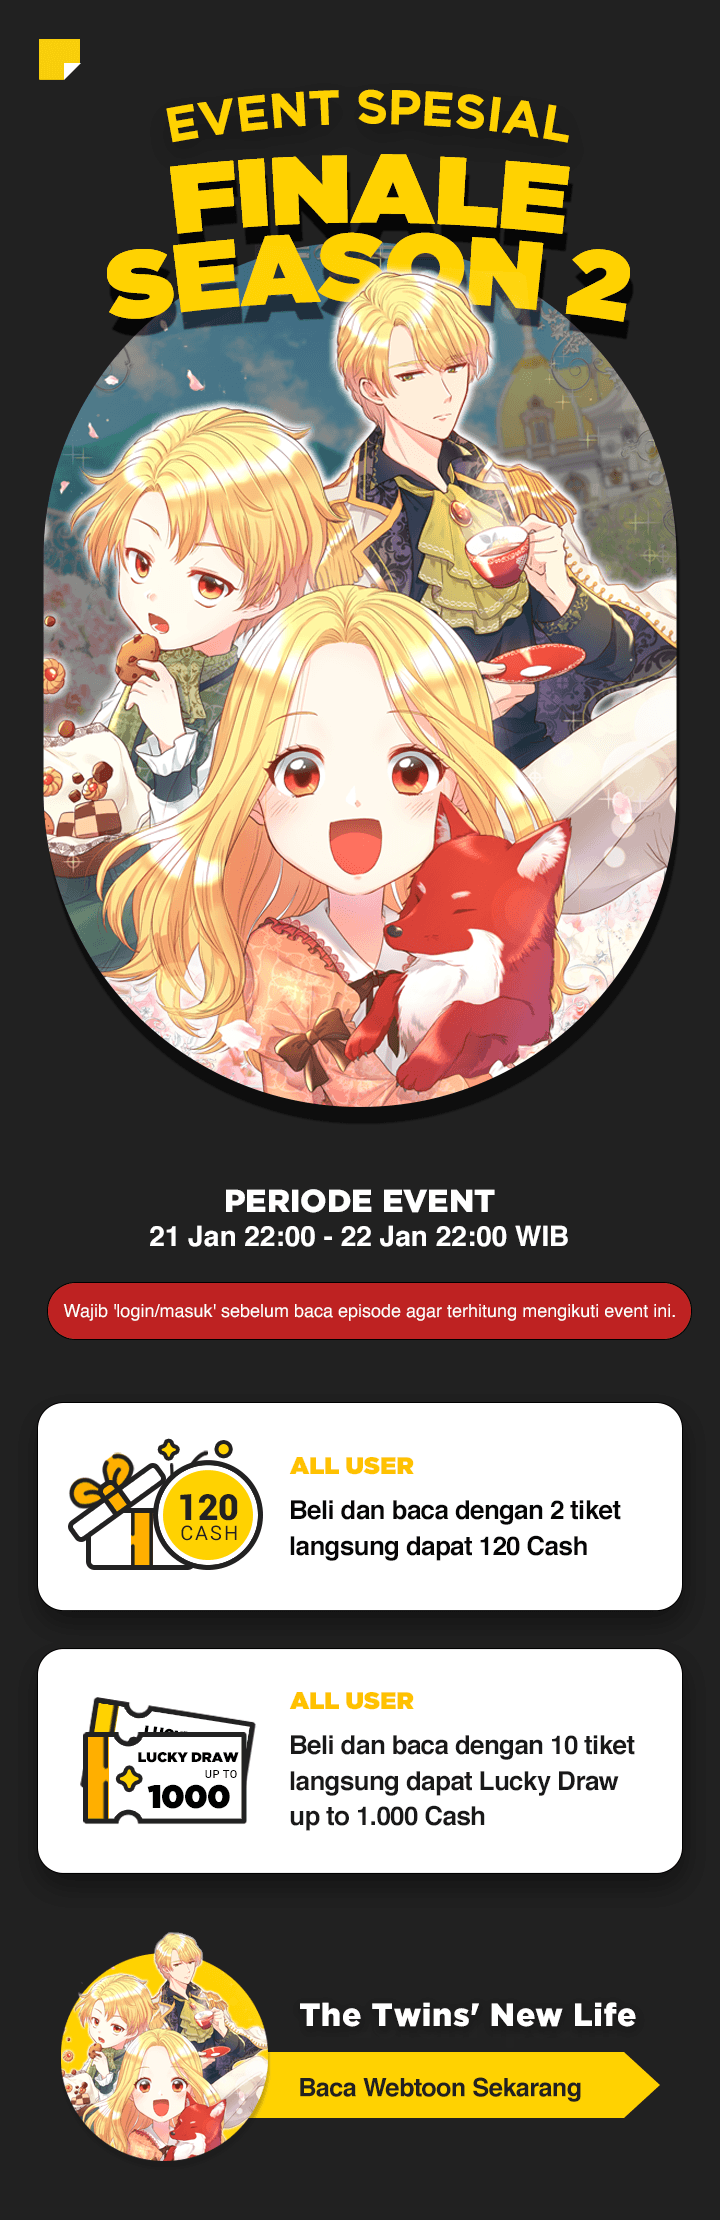 EVENT SPESIAL
FINALE
SEASON 2
PERIODE EVENT
21 Jan 22:00 - 22 Jan 22:00 WIB
Wajib 'login/masuk' sebelum baca episode agar terhitung mengikuti event ini.
120
CASH
ALL USER
Beli dan baca dengan 2 tiket
langsung dapat 120 Cash
LUCKY DRAW
UP TO
1000
ALL USER
Beli dan baca dengan 10 tiket
langsung dapat Lucky Draw
up to 1.000 Cash
The Twins' New Life
Baca Webtoon Sekarang